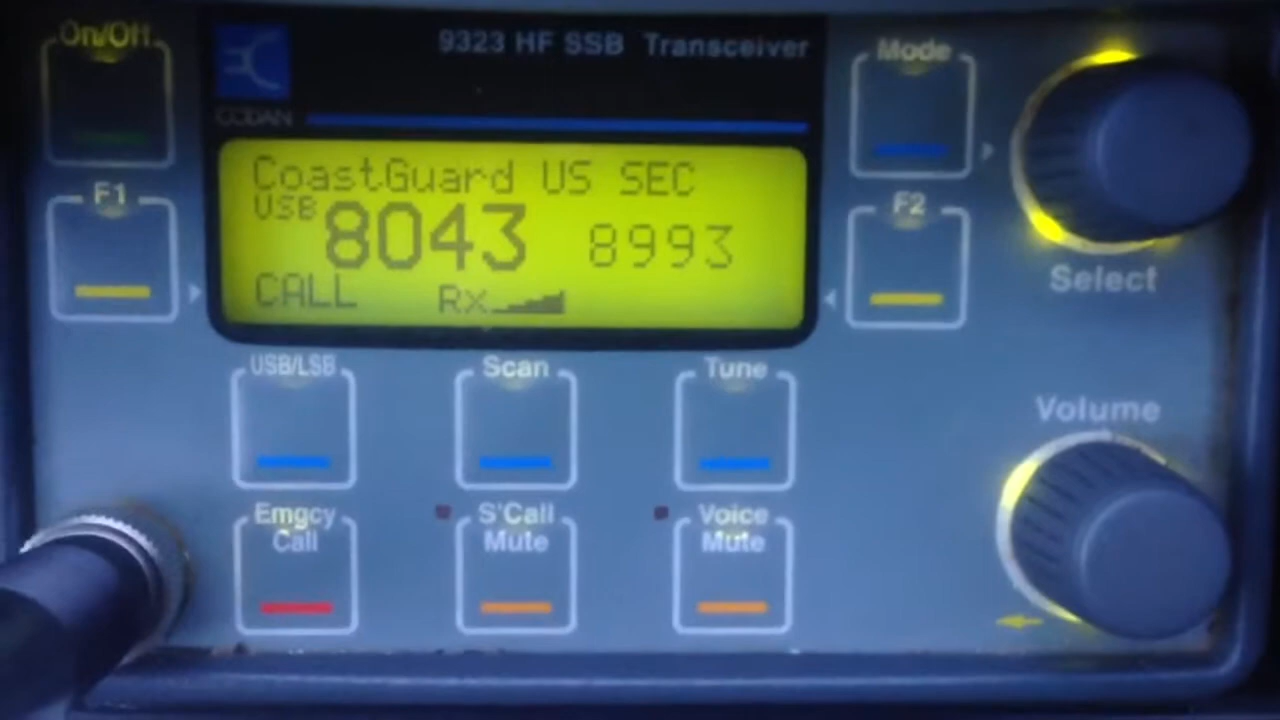 On/Off
9323 HF SSB Transceiver
Mode
CODAN
F1
CoastGuard US SEC
USB 8043 8993
CALL Rx
F2
Select
USB/LSB
Scan
Tune
Volume
Emgcy
Call
S'Call
Mute
Voice
Mute